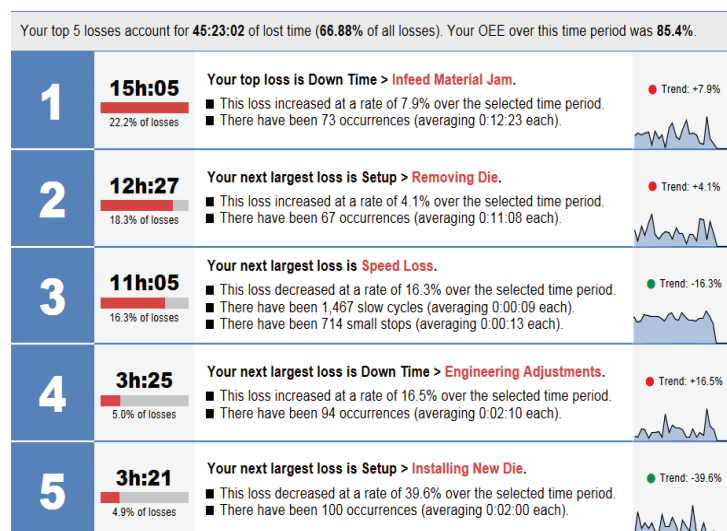 Your top 5 losses account for 45:23:02 of lost time (66.88% of all losses). Your OEE over this time period was 85.4%.
1
15h:05
22.2% of losses
Your top loss is Down Time > Infeed Material Jam.
■ This loss increased at a rate of 7.9% over the selected time period.
■ There have been 73 occurrences (averaging 0:12:23 each).
Trend: +7.9%
2
12h:27
18.3% of losses
Your next largest loss is Setup > Removing Die.
■ This loss increased at a rate of 4.1% over the selected time period.
■ There have been 67 occurrences (averaging 0:11:08 each).
Trend: +4.1%
3
11h:05
16.3% of losses
Your next largest loss is Speed Loss.
■ This loss decreased at a rate of 16.3% over the selected time period.
■ There have been 1,467 slow cycles (averaging 0:00:09 each).
■ There have been 714 small stops (averaging 0:00:13 each).
Trend: -16.3%
4
3h:25
5.0% of losses
Your next largest loss is Down Time > Engineering Adjustments.
■ This loss increased at a rate of 16.5% over the selected time period.
■ There have been 94 occurrences (averaging 0:02:10 each).
Trend: +16.5%
5
3h:21
4.9% of losses
Your next largest loss is Setup > Installing New Die.
■ This loss decreased at a rate of 39.6% over the selected time period.
■ There have been 100 occurrences (averaging 0:02:00 each).
Trend: -39.6%